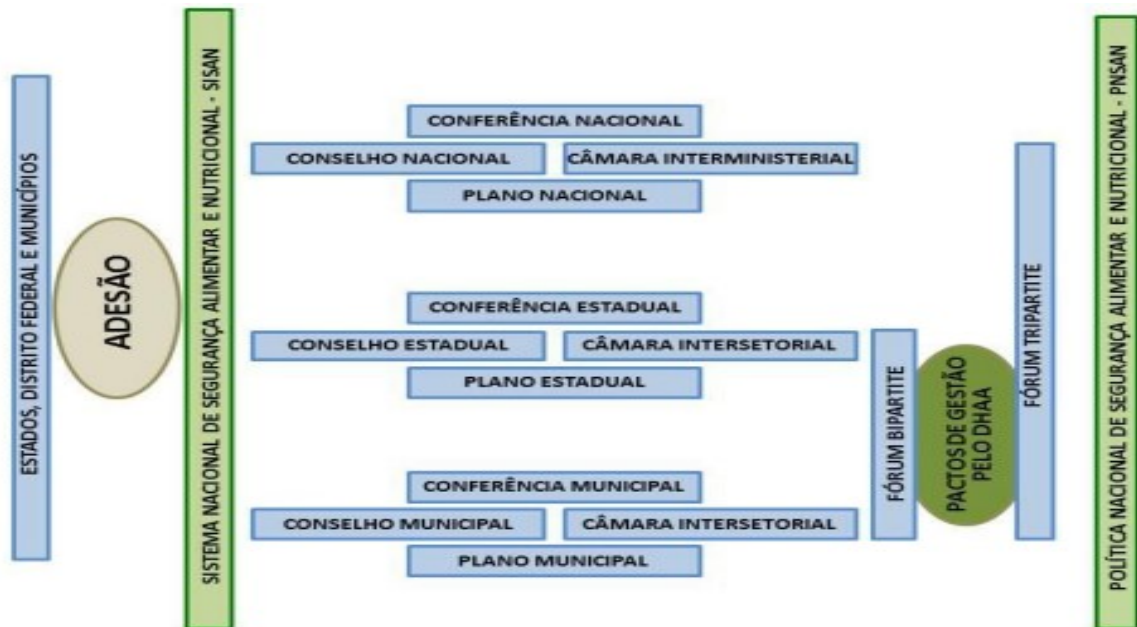 ESTADOS, DISTRITO FEDERAL E MUNICÍPIOS
ADESÃO
SISTEMA NACIONAL DE SEGURANÇA ALIMENTAR E NUTRICIONAL - SISAN
CONFERÊNCIA NACIONAL
CONSELHO NACIONAL
CÂMARA INTERMINISTERIAL
PLANO NACIONAL
CONFERÊNCIA ESTADUAL
CONSELHO ESTADUAL
CÂMARA INTERSETORIAL
PLANO ESTADUAL
CONFERÊNCIA MUNICIPAL
CONSELHO MUNICIPAL
CÂMARA INTERSETORIAL
PLANO MUNICIPAL
FÓRUM BIPARTITE
PACTOS DE GESTÃO
PELO DHAA
FÓRUM TRIPARTITE
POLÍTICA NACIONAL DE SEGURANÇA ALIMENTAR E NUTRICIONAL - PNSAN